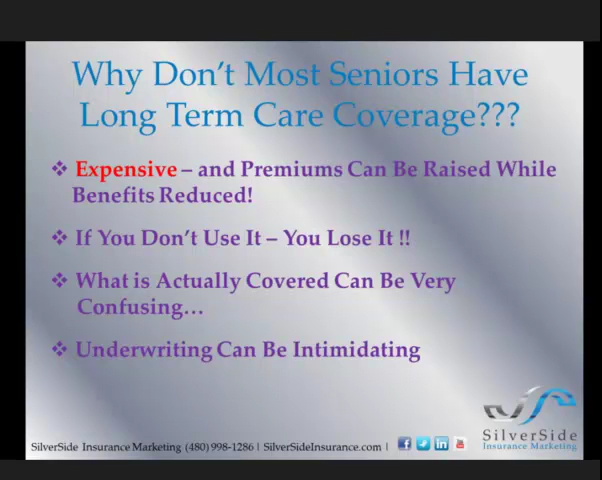 Why Don't Most Seniors Have
Long Term Care Coverage???
❖ Expensive – and Premiums Can Be Raised While
Benefits Reduced!
❖ If You Don't Use It – You Lose It !!
❖ What is Actually Covered Can Be Very
Confusing…
❖ Underwriting Can Be Intimidating
SilverSide
Insurance Marketing
SilverSide Insurance Marketing (480) 998-1286 | SilverSideInsurance.com |